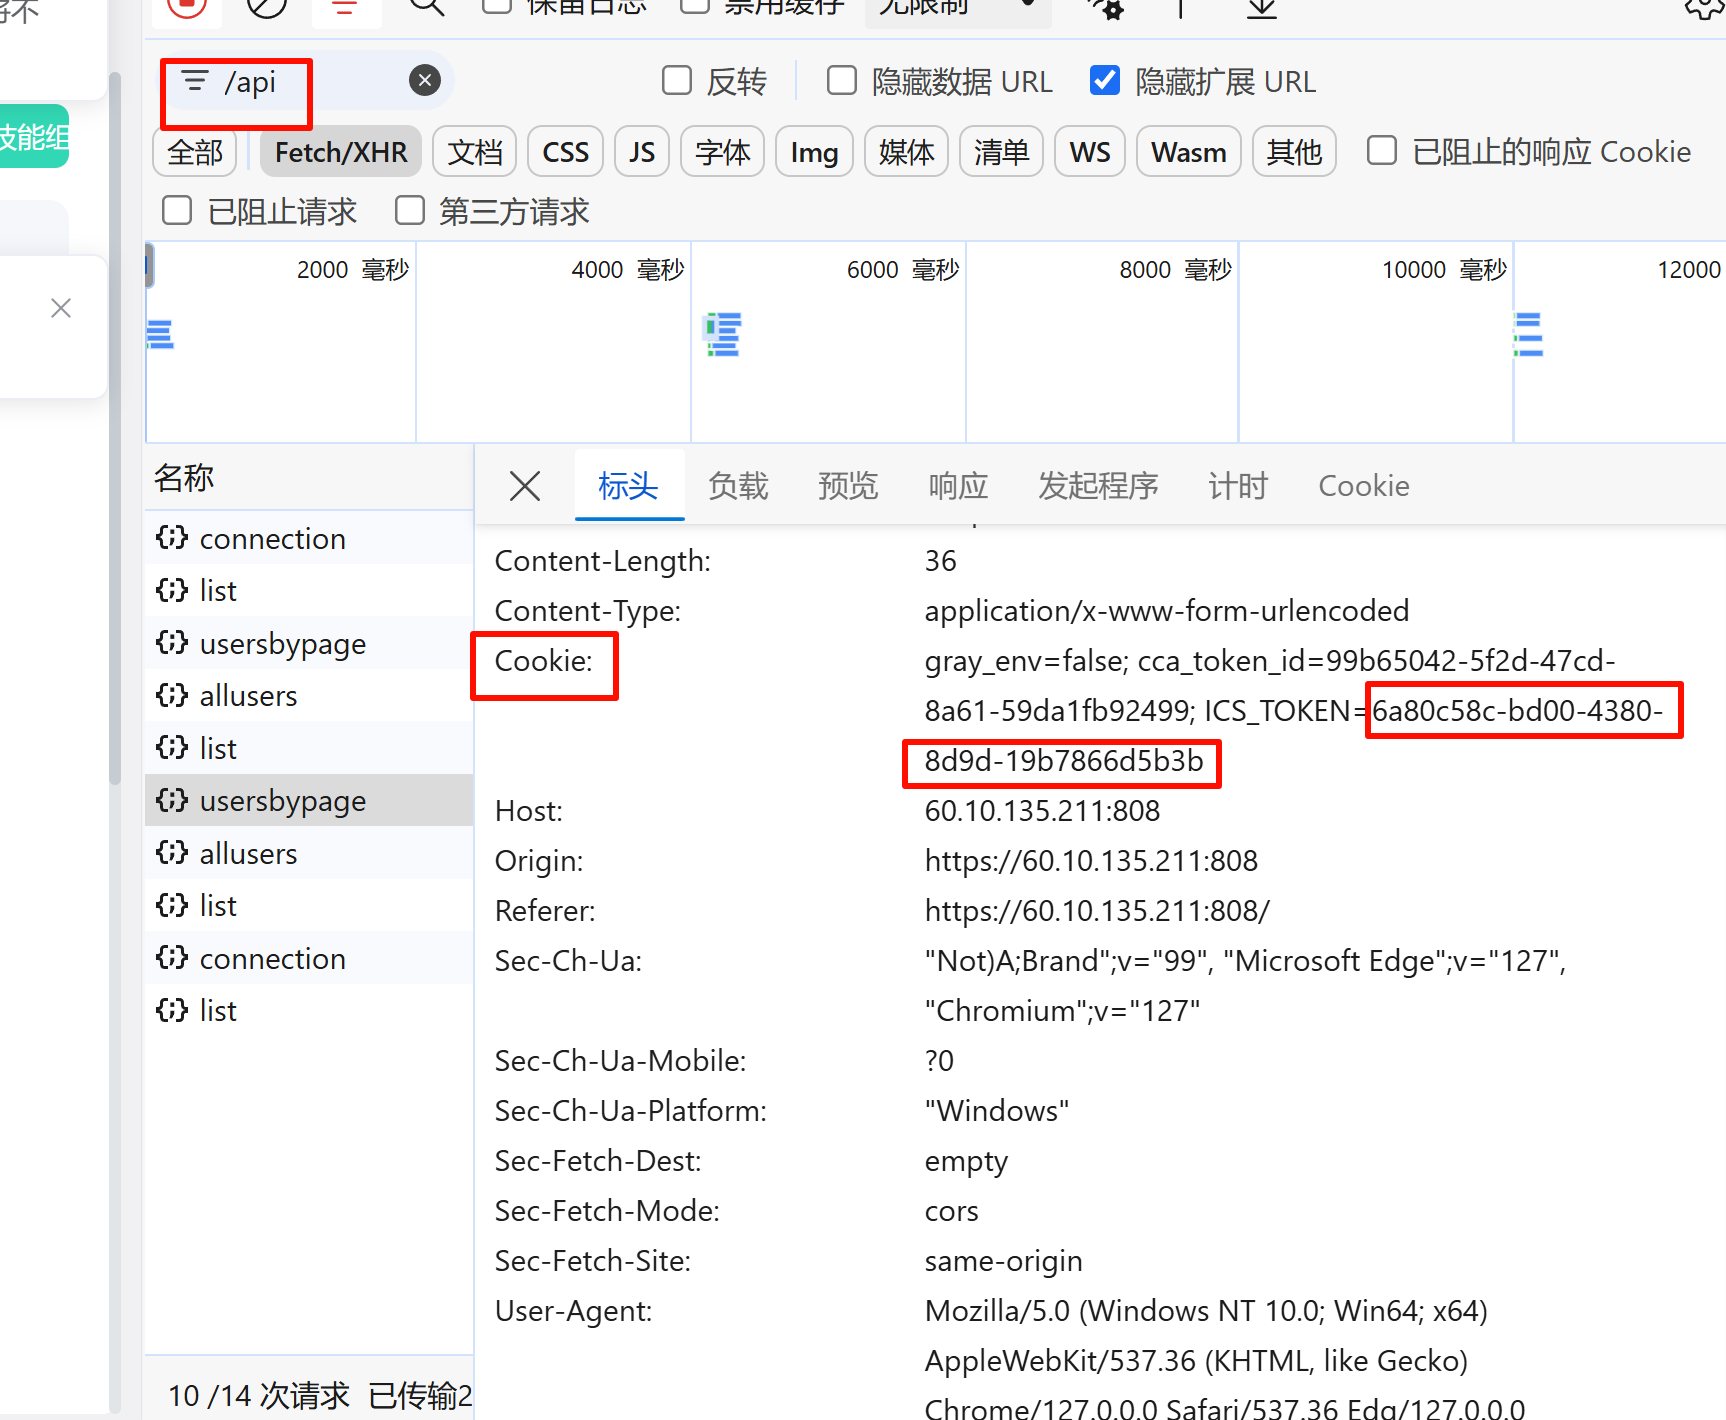 保留日志 禁用缓存 无限制
/api 反转 隐藏数据 URL 隐藏扩展 URL
技能组
全部 Fetch/XHR 文档 CSS JS 字体 Img 媒体 清单 WS Wasm 其他 已阻止的响应 Cookie
已阻止请求 第三方请求
2000 毫秒 4000 毫秒 6000 毫秒 8000 毫秒 10000 毫秒 12000
名称
connection
list
usersbypage
allusers
list
usersbypage
allusers
list
connection
list
10 /14 次请求 已传输2
标头 负载 预览 响应 发起程序 计时 Cookie
Content-Length: 36
Content-Type: application/x-www-form-urlencoded
Cookie: gray_env=false; cca_token_id=99b65042-5f2d-47cd-
8a61-59da1fb92499; ICS_TOKEN=6a80c58c-bd00-4380-
8d9d-19b7866d5b3b
Host: 60.10.135.211:808
Origin: https://60.10.135.211:808
Referer: https://60.10.135.211:808/
Sec-Ch-Ua: "Not)A;Brand";v="99", "Microsoft Edge";v="127",
"Chromium";v="127"
Sec-Ch-Ua-Mobile: ?0
Sec-Ch-Ua-Platform: "Windows"
Sec-Fetch-Dest: empty
Sec-Fetch-Mode: cors
Sec-Fetch-Site: same-origin
User-Agent: Mozilla/5.0 (Windows NT 10.0; Win64; x64)
AppleWebKit/537.36 (KHTML, like Gecko)
Chrome/127.0.0.0 Safari/537.36 Edg/127.0.0.0